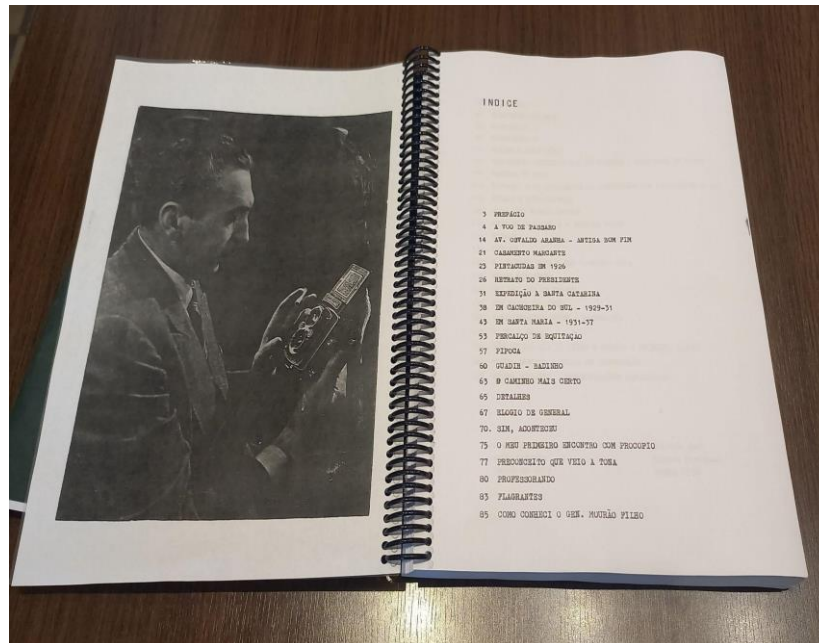 INDICE
3 PREFÁCIO
4 A VOO DE PASSARO
14 AV. OSVALDO ARANHA - ANTIGA BOM FIM
21 CASAMENTO MARCANTE
25 PINTACUDAS EM 1926
26 RETRATO DO PRESIDENTE
31 EXPEDIÇÃO A SANTA CATARINA
38 EM CACHOEIRA DO SUL - 1929-31
43 EM SANTA MARIA - 1931-37
53 PERCALÇO DE EQUITAÇÃO
57 PIPOCA
60 GUADIR - BADINHO
63 O CAMINHO MAIS CERTO
65 DETALHES
67 ELOGIO DE GENERAL
70. SIM, ACONTECEU
75 O MEU PRIMEIRO ENCONTRO COM PROCOPIO
77 PRECONCEITO QUE VEIO A TONA
80 PROFESSORANDO
83 FLAGRANTES
85 COMO CONHECI O GEN. MOURÃO FILHO